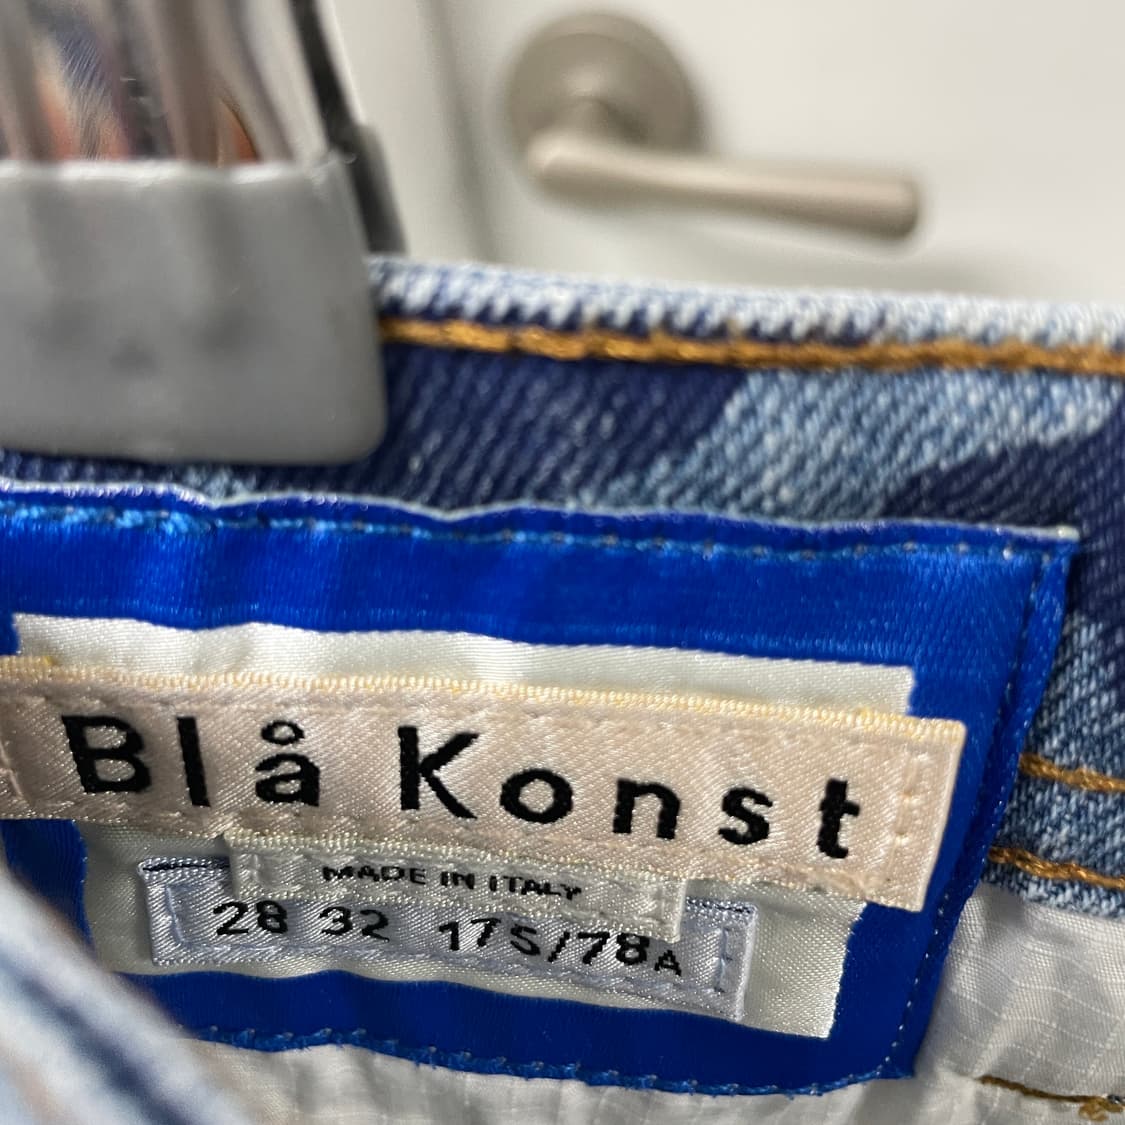 Blå Konst
MADE IN ITALY
28 32 175/78A